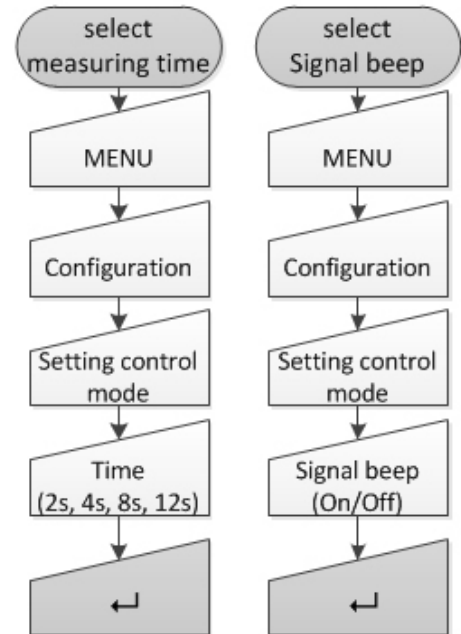 select
measuring time
MENU
Configuration
Setting control
mode
Time
(2s, 4s, 8s, 12s)
↵
select
Signal beep
MENU
Configuration
Setting control
mode
Signal beep
(On/Off)
↵